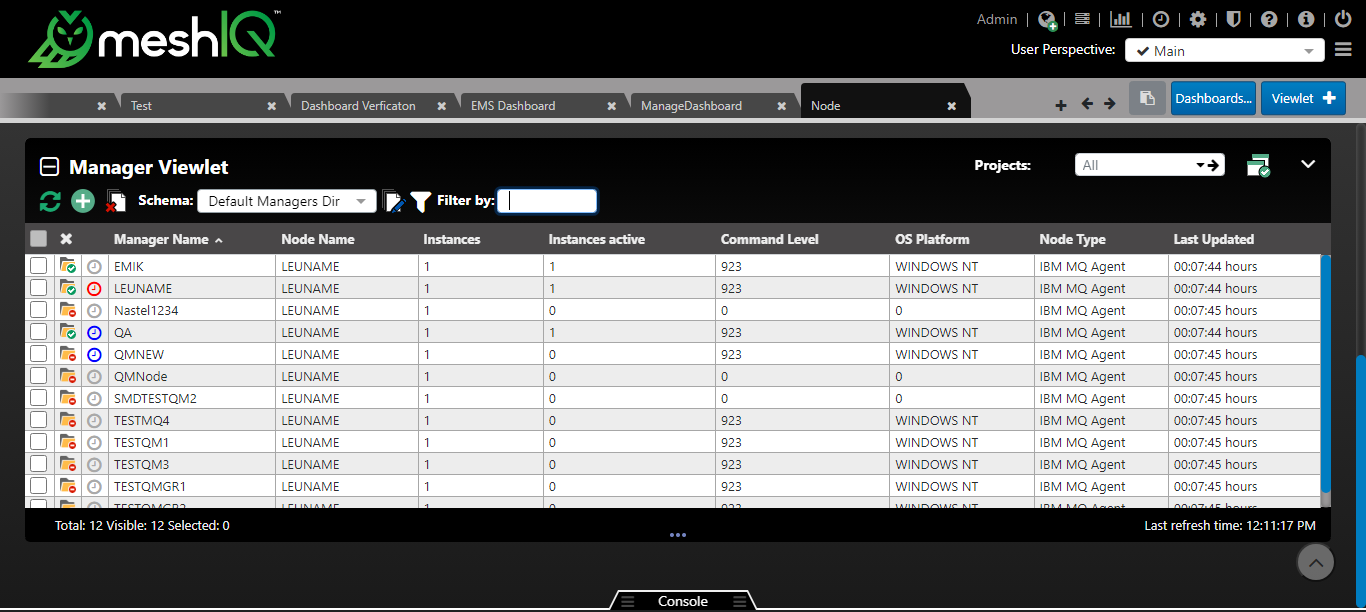 Admin
meshIQ™
User Perspective: Main
Test Dashboard Verficaton EMS Dashboard ManageDashboard Node Dashboards... Viewlet
Manager Viewlet Projects: All
Schema: Default Managers Dir Filter by:
Manager Name Node Name Instances Instances active Command Level OS Platform Node Type Last Updated
EMIK LEUNAME 1 1 923 WINDOWS NT IBM MQ Agent 00:07:44 hours
LEUNAME LEUNAME 1 1 923 WINDOWS NT IBM MQ Agent 00:07:44 hours
Nastel1234 LEUNAME 1 0 0 0 IBM MQ Agent 00:07:45 hours
QA LEUNAME 1 1 923 WINDOWS NT IBM MQ Agent 00:07:44 hours
QMNEW LEUNAME 1 0 923 WINDOWS NT IBM MQ Agent 00:07:45 hours
QMNode LEUNAME 1 0 0 0 IBM MQ Agent 00:07:45 hours
SMDTESTQM2 LEUNAME 1 0 0 0 IBM MQ Agent 00:07:45 hours
TESTMQ4 LEUNAME 1 0 923 WINDOWS NT IBM MQ Agent 00:07:45 hours
TESTQM1 LEUNAME 1 0 923 WINDOWS NT IBM MQ Agent 00:07:45 hours
TESTQM3 LEUNAME 1 0 923 WINDOWS NT IBM MQ Agent 00:07:45 hours
TESTQMGR1 LEUNAME 1 0 923 WINDOWS NT IBM MQ Agent 00:07:45 hours
Total: 12 Visible: 12 Selected: 0 Last refresh time: 12:11:17 PM
Console